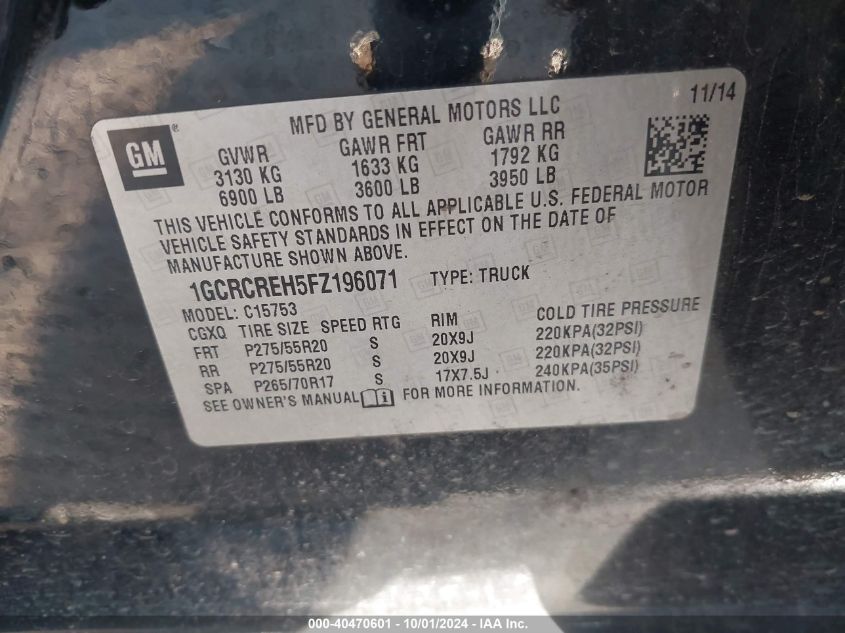 GM ®
MFD BY GENERAL MOTORS LLC
11/14
GVWR GAWR FRT GAWR RR
3130 KG 1633 KG 1792 KG
6900 LB 3600 LB 3950 LB
THIS VEHICLE CONFORMS TO ALL APPLICABLE U.S. FEDERAL MOTOR
VEHICLE SAFETY STANDARDS IN EFFECT ON THE DATE OF
MANUFACTURE SHOWN ABOVE.
1GCRCREH5FZ196071 TYPE: TRUCK
MODEL: C15753
CGXQ TIRE SIZE SPEED RTG RIM COLD TIRE PRESSURE
FRT P275/55R20 S 20X9J 220KPA(32PSI)
RR P275/55R20 S 20X9J 220KPA(32PSI)
SPA P265/70R17 S 17X7.5J 240KPA(35PSI)
SEE OWNER'S MANUAL FOR MORE INFORMATION.
000-40470601 - 10/01/2024 - IAA Inc.